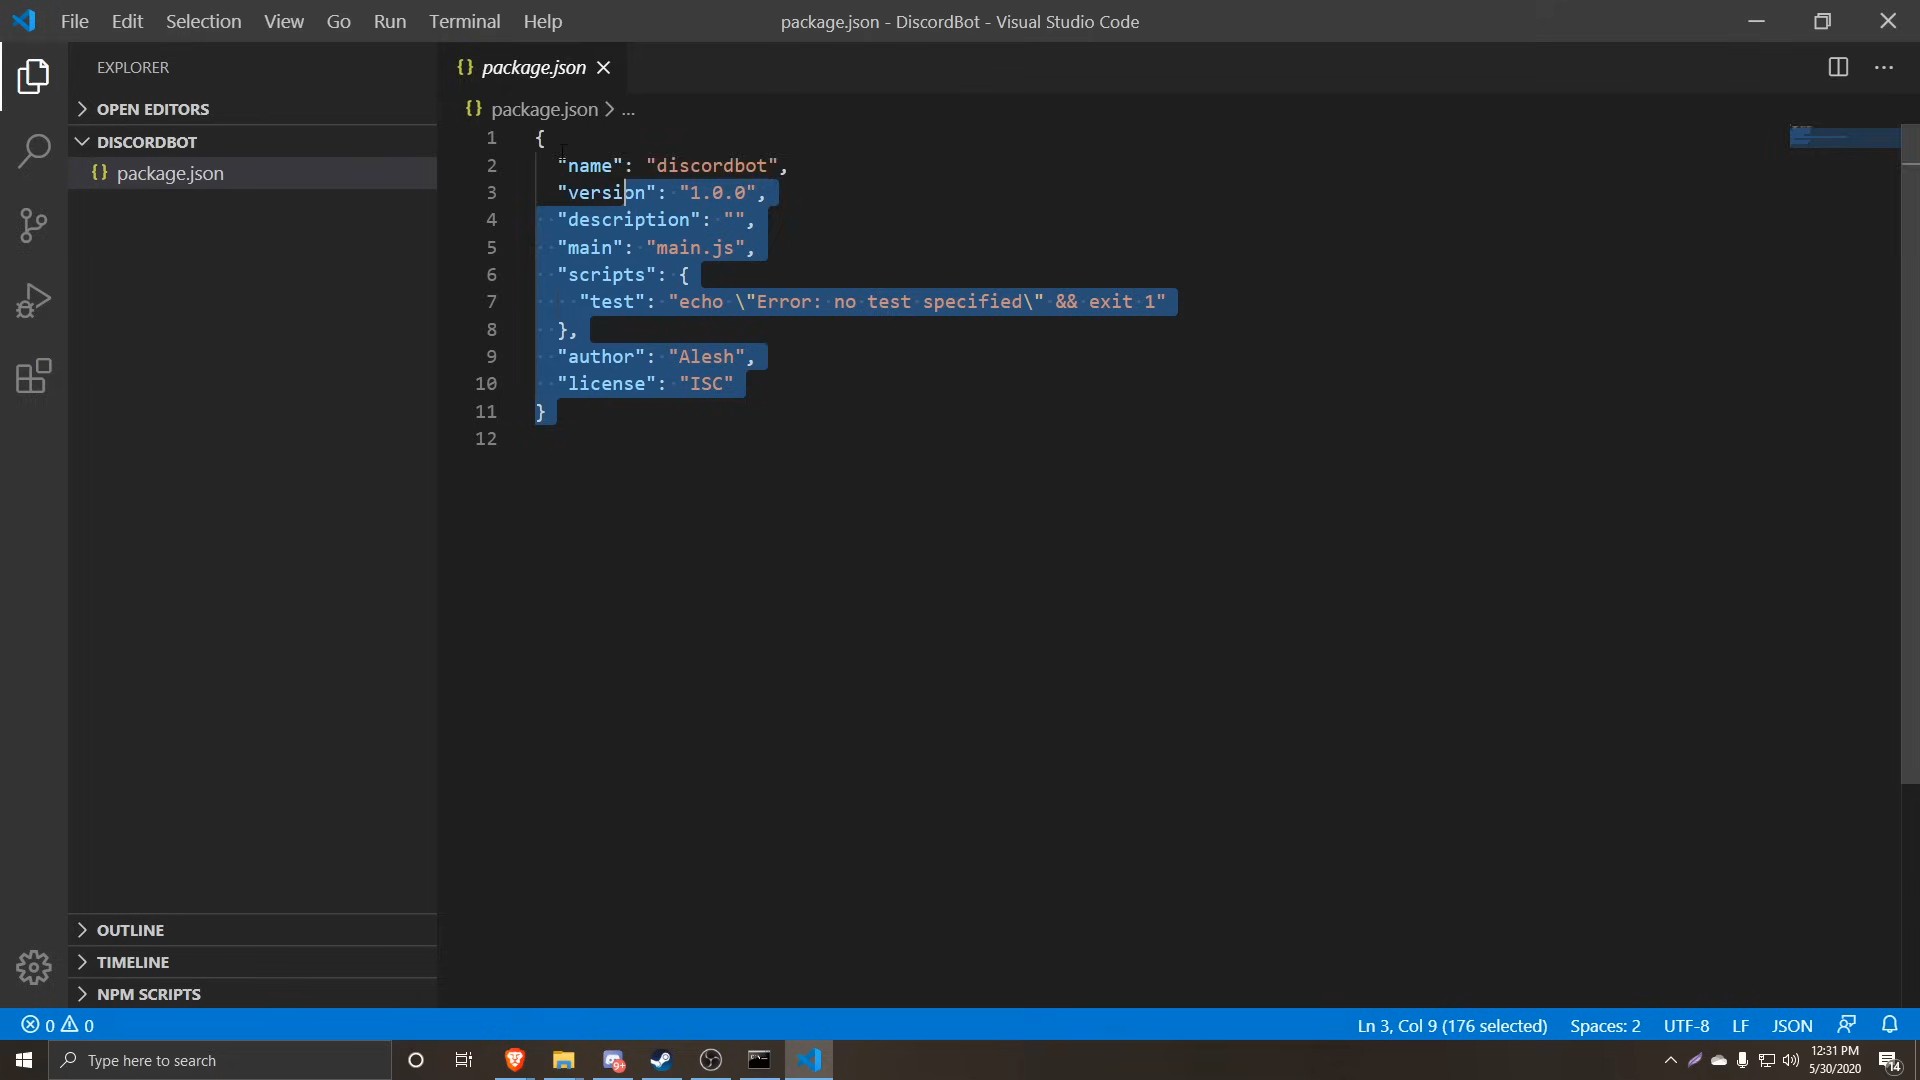 File Edit Selection View Go Run Terminal Help
package.json - DiscordBot - Visual Studio Code
EXPLORER
OPEN EDITORS
DISCORDBOT
{} package.json
{} package.json
{} package.json > ...
1 {
2 "name": "discordbot",
3 "version": "1.0.0",
4 "description": "",
5 "main": "main.js",
6 "scripts": {
7 "test": "echo \"Error: no test specified\" && exit 1"
8 },
9 "author": "Alesh",
10 "license": "ISC"
11 }
12
OUTLINE
TIMELINE
NPM SCRIPTS
0 0
Ln 3, Col 9 (176 selected) Spaces: 2 UTF-8 LF JSON
Type here to search
9+
12:31 PM
5/30/2020
14